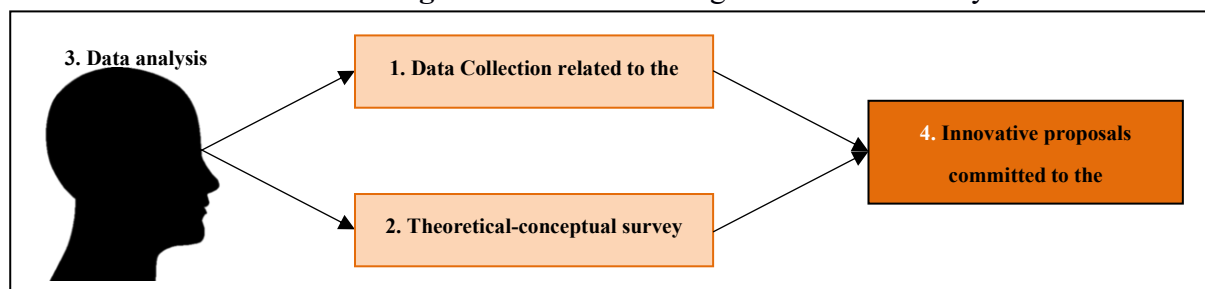 3. Data analysis
1. Data Collection related to the
4. Innovative proposals
committed to the
2. Theoretical-conceptual survey